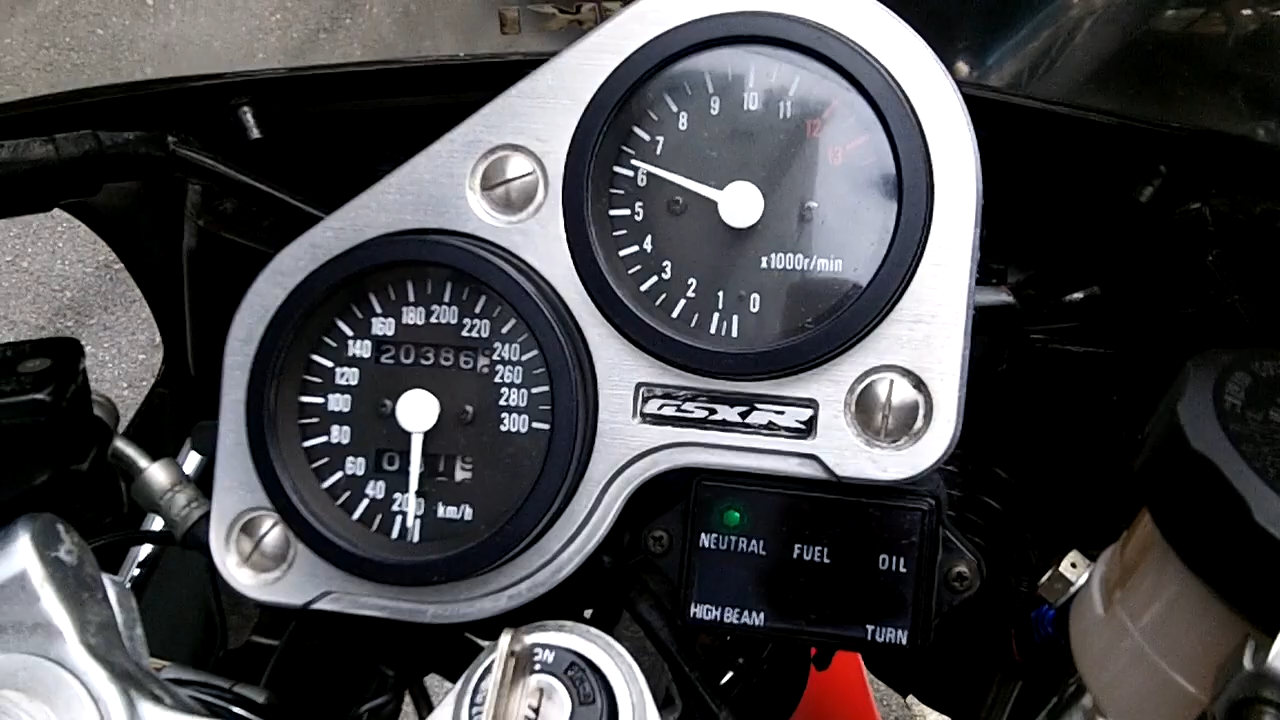 0 1 2 3 4 5 6 7 8 9 10 11 12 13
x1000r/min
20 40 60 80 100 120 140 160 180 200 220 240 260 280 300
20386
km/h
GSXR
NEUTRAL FUEL OIL
HIGH BEAM TURN
ON